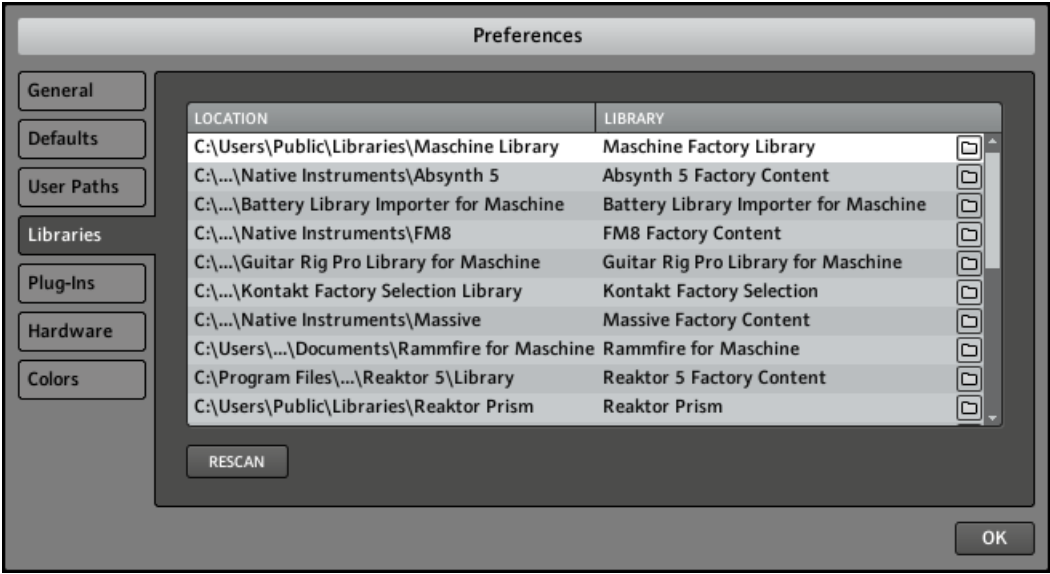 Preferences
General
Defaults
User Paths
Libraries
Plug-Ins
Hardware
Colors
LOCATION LIBRARY
C:\Users\Public\Libraries\Maschine Library Maschine Factory Library
C:\...\Native Instruments\Absynth 5 Absynth 5 Factory Content
C:\...\Battery Library Importer for Maschine Battery Library Importer for Maschine
C:\...\Native Instruments\FM8 FM8 Factory Content
C:\...\Guitar Rig Pro Library for Maschine Guitar Rig Pro Library for Maschine
C:\...\Kontakt Factory Selection Library Kontakt Factory Selection
C:\...\Native Instruments\Massive Massive Factory Content
C:\Users\...\Documents\Rammfire for Maschine Rammfire for Maschine
C:\Program Files\...\Reaktor 5\Library Reaktor 5 Factory Content
C:\Users\Public\Libraries\Reaktor Prism Reaktor Prism
RESCAN
OK